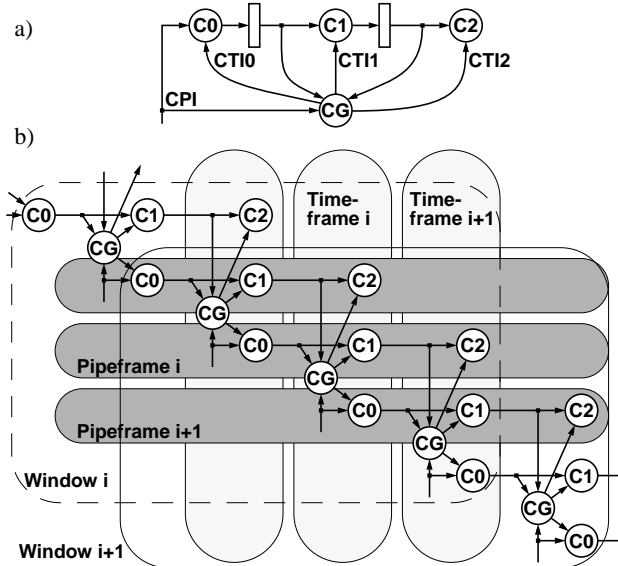 a)
C0
C1
C2
CTI0
CTI1
CTI2
CPI
CG
b)
Time-
frame i
Time-
frame i+1
C0
C1
C2
CG
C0
C1
C2
CG
Pipeframe i
C0
C1
C2
CG
Pipeframe i+1
C0
C1
C2
CG
Window i
C0
C1
CG
Window i+1
C0